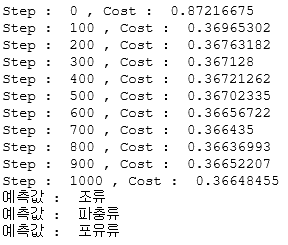 Step :  0 , Cost :  0.87216675
Step :  100 , Cost :  0.36965302
Step :  200 , Cost :  0.36763182
Step :  300 , Cost :  0.367128
Step :  400 , Cost :  0.36721262
Step :  500 , Cost :  0.36702335
Step :  600 , Cost :  0.36656722
Step :  700 , Cost :  0.366435
Step :  800 , Cost :  0.36636993
Step :  900 , Cost :  0.36652207
Step :  1000 , Cost :  0.36648455
예측값 :  조류
예측값 :  파충류
예측값 :  포유류